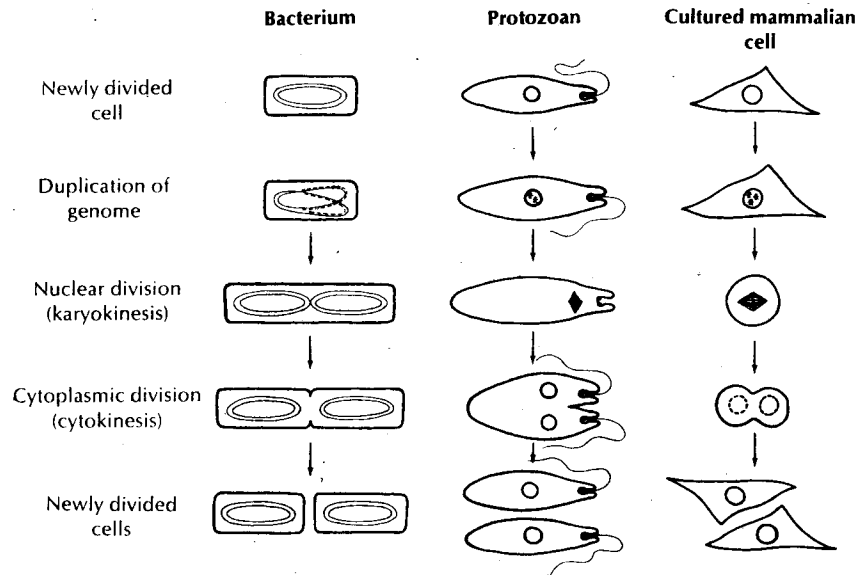 Bacterium
Protozoan
Cultured mammalian
cell
Newly divided
cell
Duplication of
genome
Nuclear division
(karyokinesis)
Cytoplasmic division
(cytokinesis)
Newly divided
cells